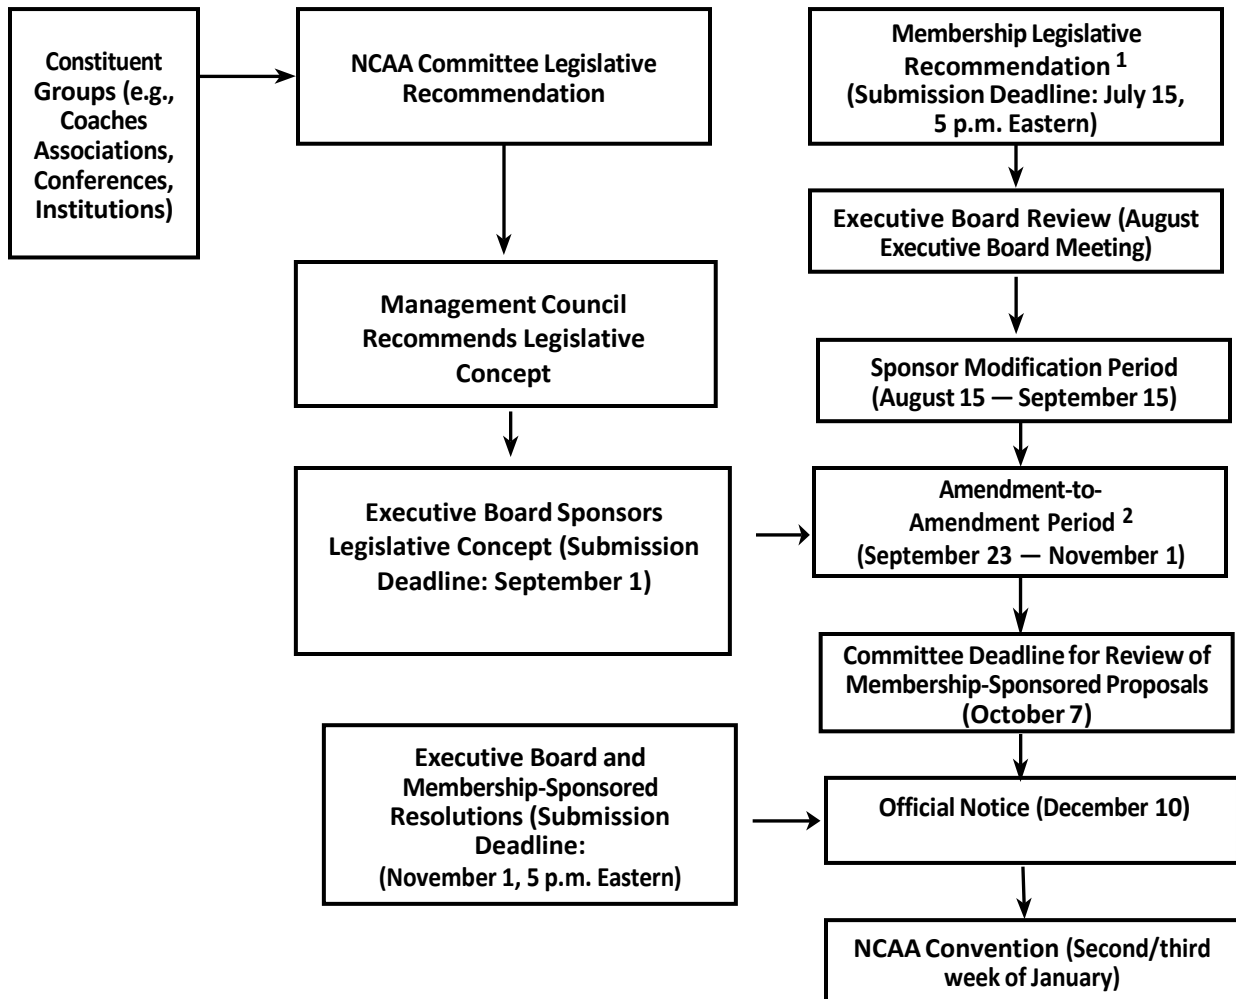 Constituent
Groups (e.g.,
Coaches
Associations,
Conferences,
Institutions)
NCAA Committee Legislative
Recommendation
Management Council
Recommends Legislative
Concept
Executive Board Sponsors
Legislative Concept (Submission
Deadline: September 1)
Executive Board and
Membership-Sponsored
Resolutions (Submission
Deadline:
(November 1, 5 p.m. Eastern)
Membership Legislative
Recommendation 1
(Submission Deadline: July 15,
5 p.m. Eastern)
Executive Board Review (August
Executive Board Meeting)
Sponsor Modification Period
(August 15 — September 15)
Amendment-to-
Amendment Period 2
(September 23 — November 1)
Committee Deadline for Review of
Membership-Sponsored Proposals
(October 7)
Official Notice (December 10)
NCAA Convention (Second/third
week of January)